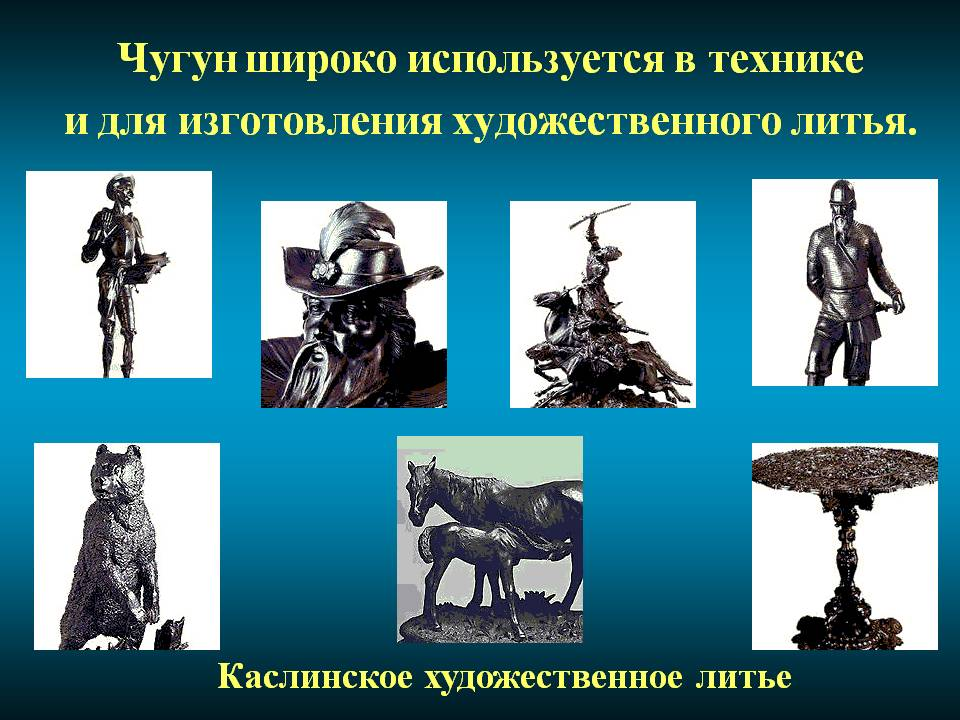 Чугун широко используется в технике
и для изготовления художественного литья.
Каслинское художественное литье